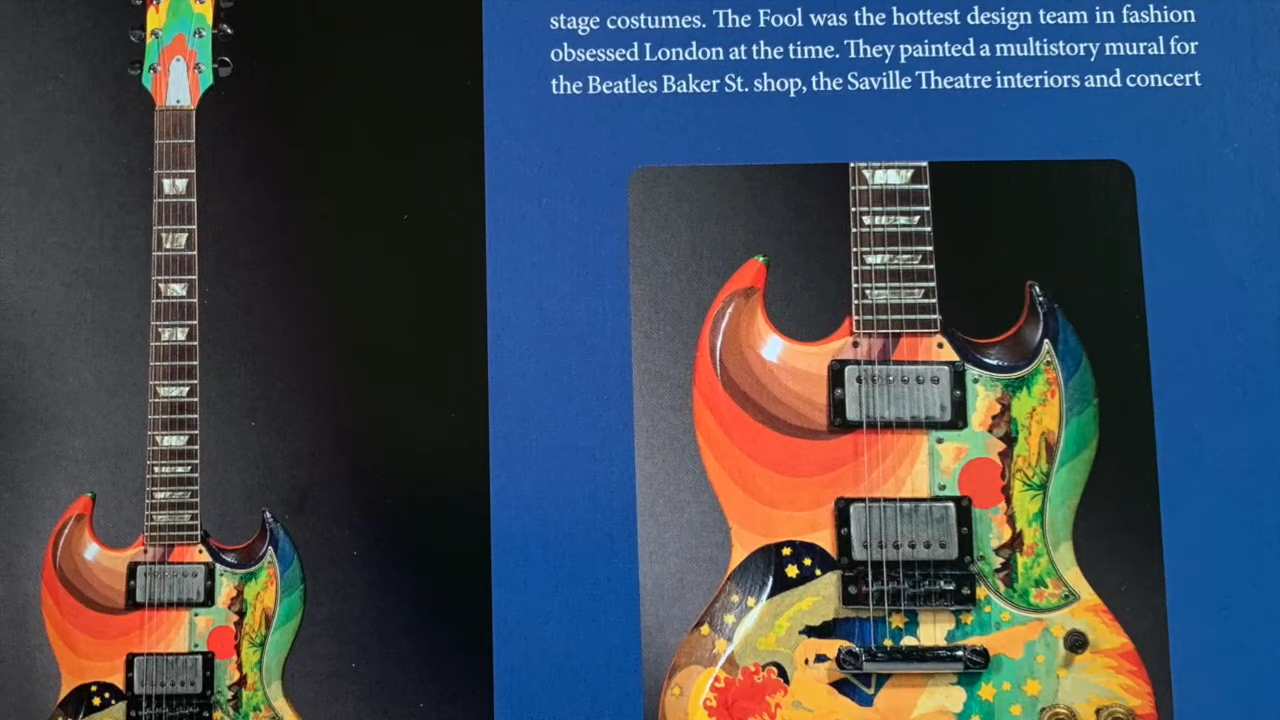 stage costumes. The Fool was the hottest design team in fashion
obsessed London at the time. They painted a multistory mural for
the Beatles Baker St. shop, the Saville Theatre interiors and concert